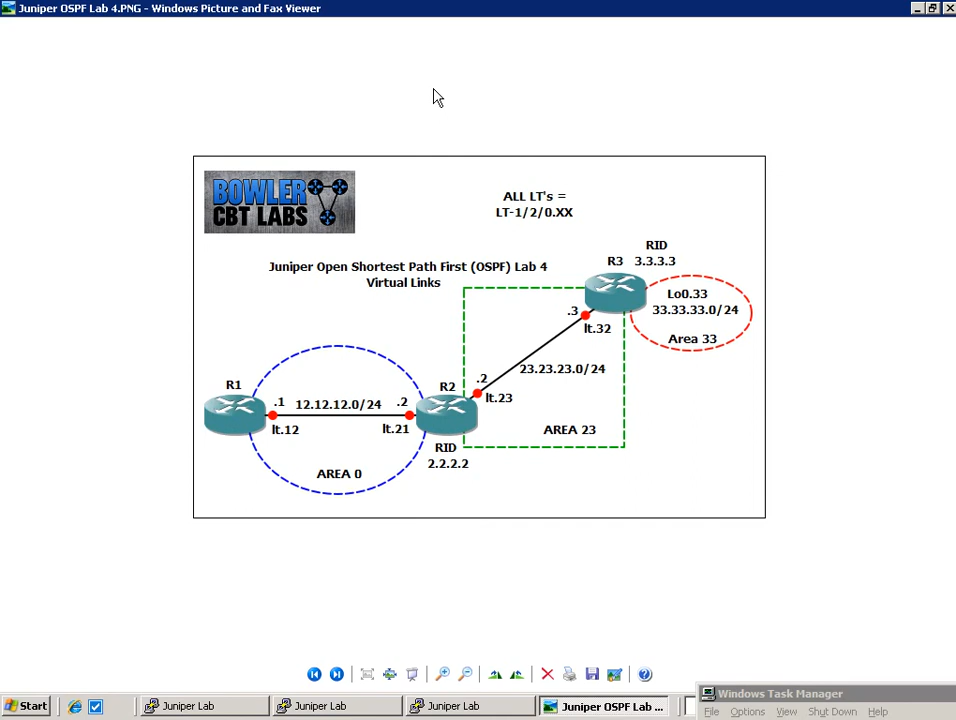 Juniper OSPF Lab 4.PNG - Windows Picture and Fax Viewer
BOWLER
CBT LABS
ALL LT's =
LT-1/2/0.XX
Juniper Open Shortest Path First (OSPF) Lab 4
Virtual Links
RID
3.3.3.3
R3
Lo0.33
33.33.33.0/24
Area 33
.3
lt.32
23.23.23.0/24
.2
lt.23
AREA 23
R1
.1
12.12.12.0/24
.2
R2
lt.12
lt.21
RID
2.2.2.2
AREA 0
Start
Juniper Lab
Juniper Lab
Juniper Lab
Juniper OSPF Lab ...
Windows Task Manager
File Options View Shut Down Help